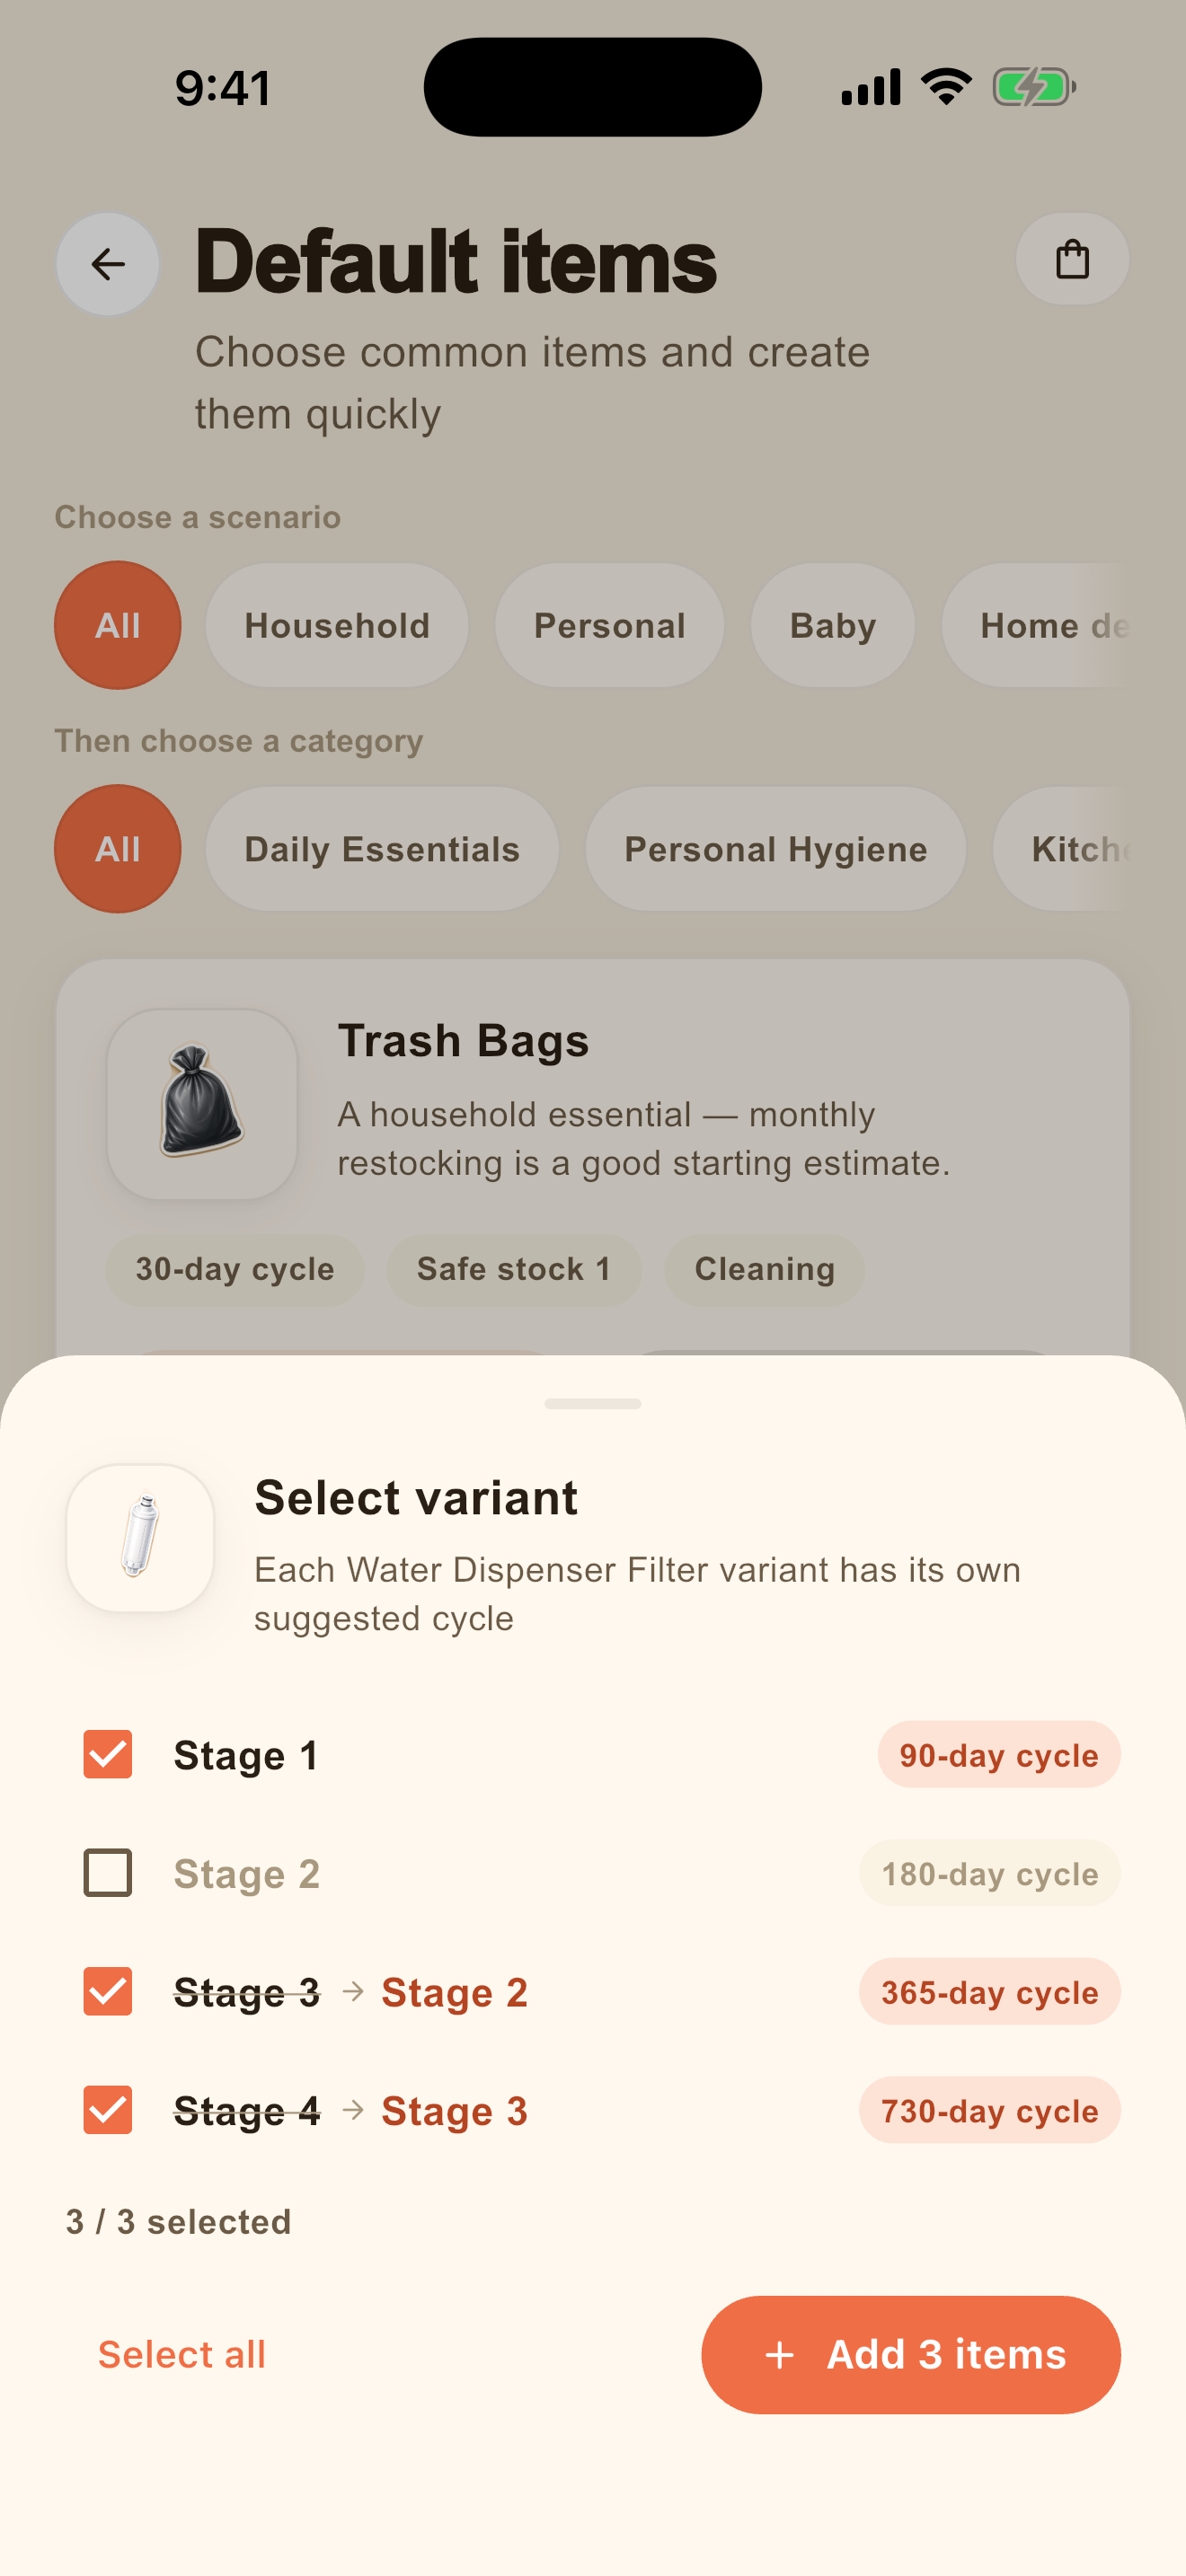 9:41
Default items
Choose common items and create
them quickly
Choose a scenario
All
Household
Personal
Baby
Home de
Then choose a category
All
Daily Essentials
Personal Hygiene
Kitche
Trash Bags
A household essential — monthly
restocking is a good starting estimate.
30-day cycle
Safe stock 1
Cleaning
Select variant
Each Water Dispenser Filter variant has its own
suggested cycle
Stage 1
90-day cycle
Stage 2
180-day cycle
Stage 3 → Stage 2
365-day cycle
Stage 4 → Stage 3
730-day cycle
3 / 3 selected
Select all
+ Add 3 items